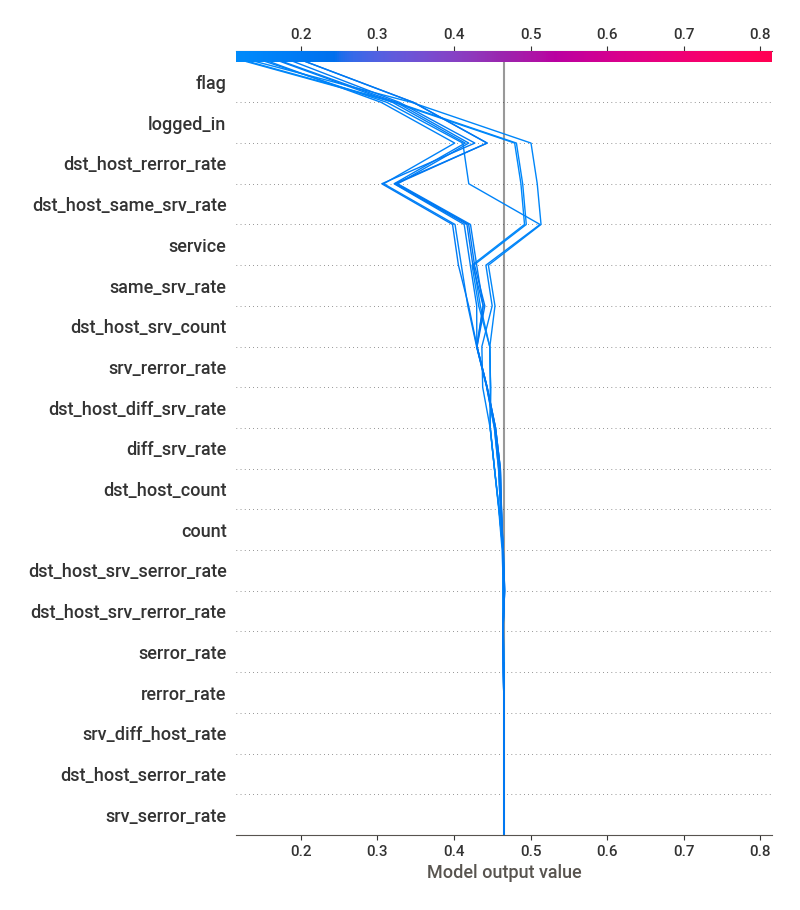 0.2 0.3 0.4 0.5 0.6 0.7 0.8
flag
logged_in
dst_host_rerror_rate
dst_host_same_srv_rate
service
same_srv_rate
dst_host_srv_count
srv_rerror_rate
dst_host_diff_srv_rate
diff_srv_rate
dst_host_count
count
dst_host_srv_serror_rate
dst_host_srv_rerror_rate
serror_rate
rerror_rate
srv_diff_host_rate
dst_host_serror_rate
srv_serror_rate
0.2 0.3 0.4 0.5 0.6 0.7 0.8
Model output value